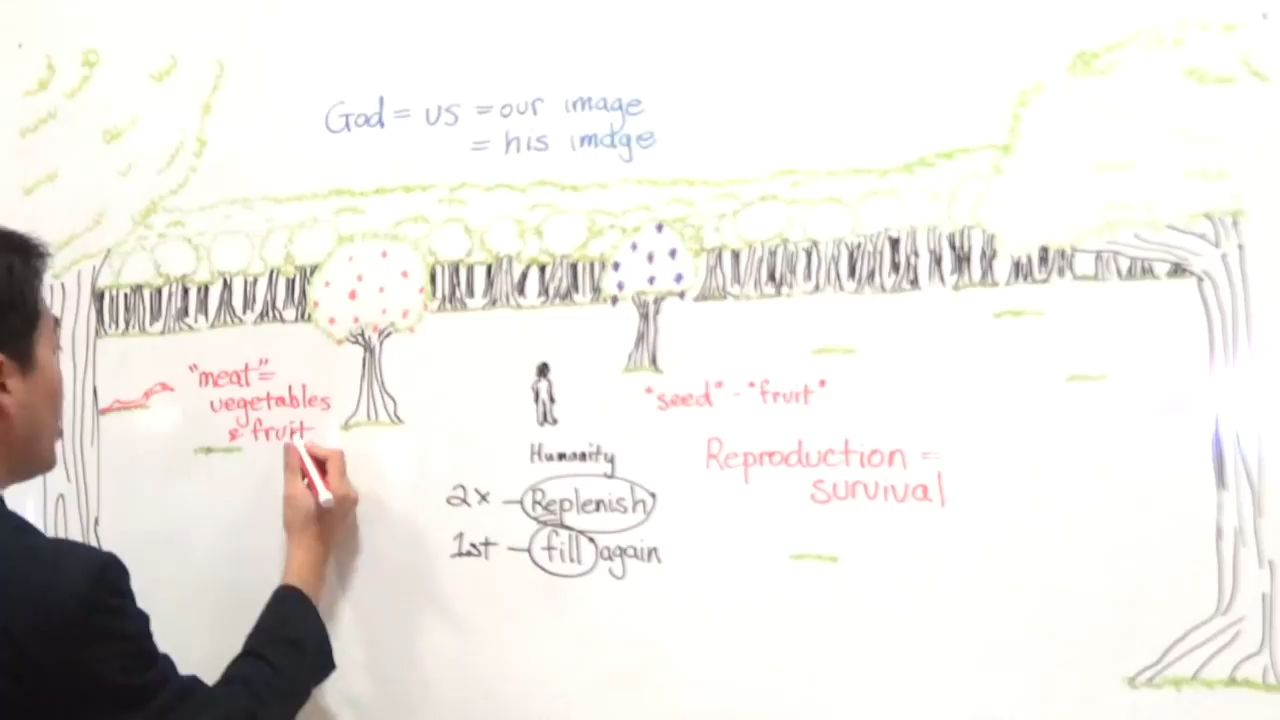 God = us = our image
= his image
"meat" =
vegetables
& fruit
"seed" - "fruit"
Humanity
Reproduction =
survival
2x - Replenish
1st - fill again